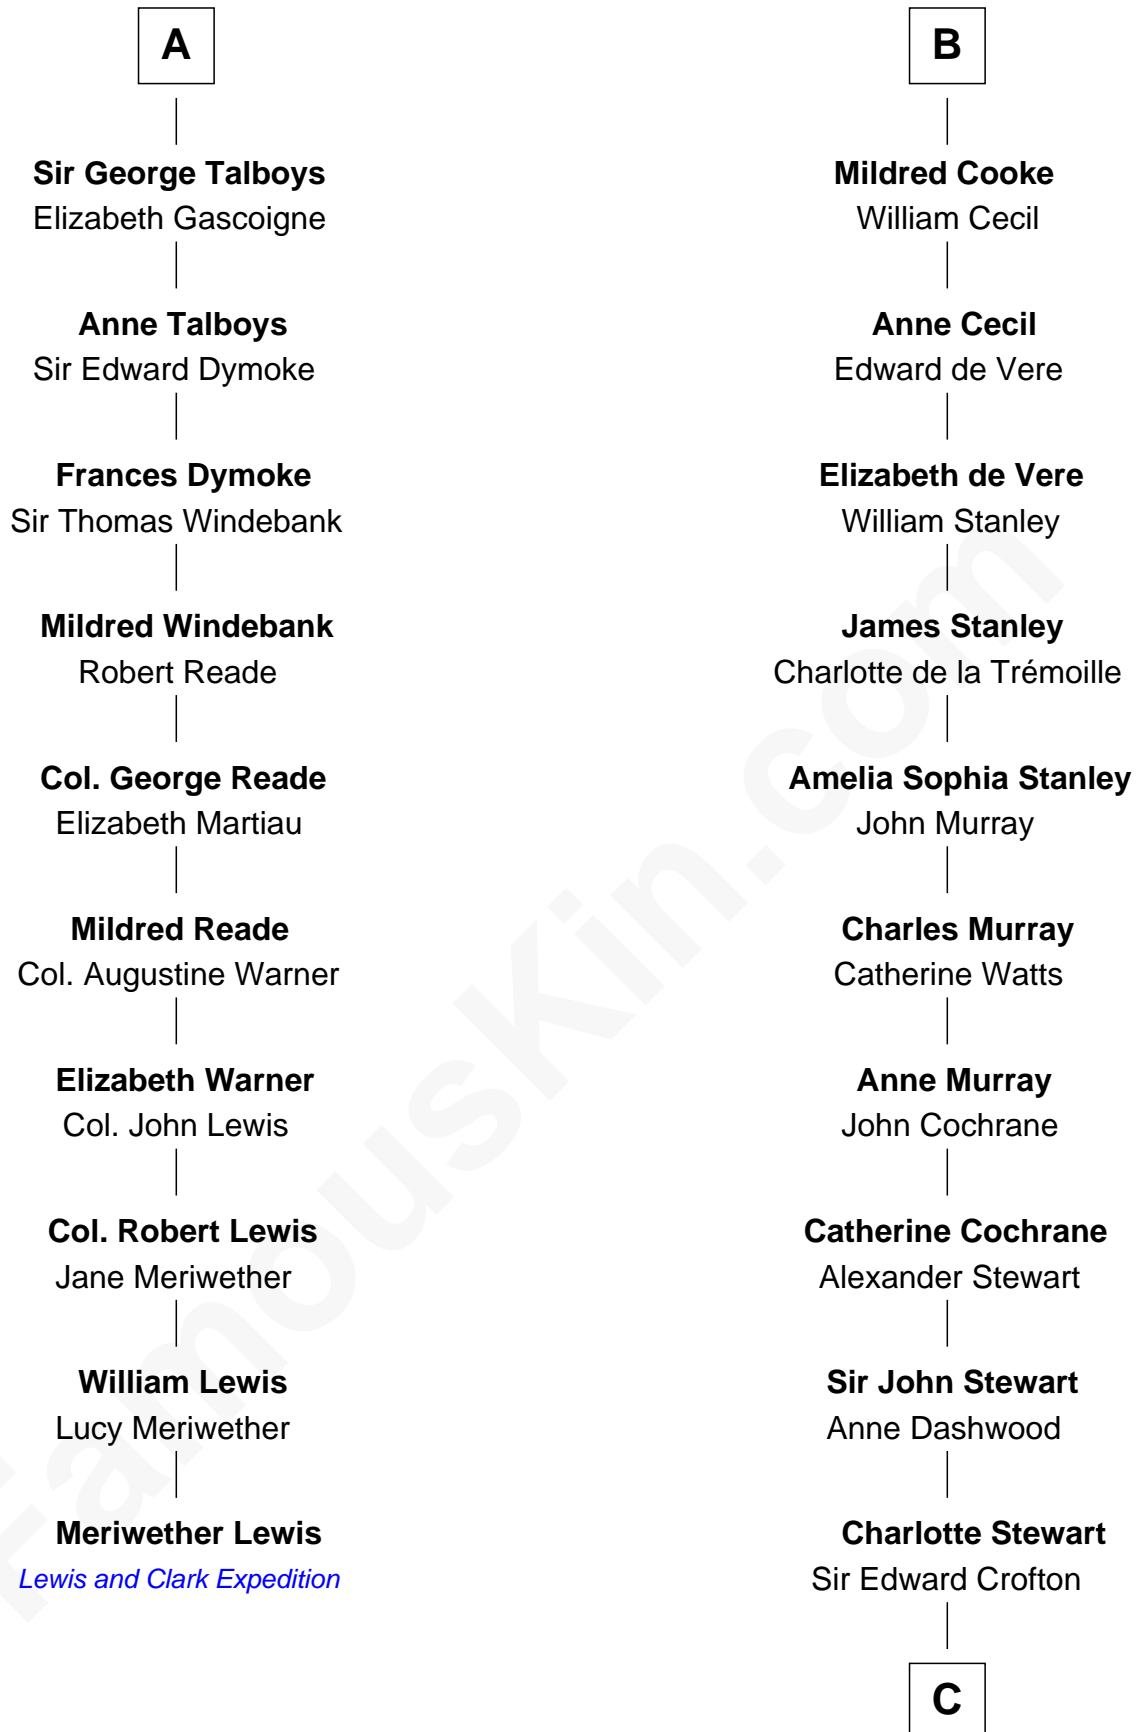 A
Sir George Talboys
Elizabeth Gascoigne
Anne Talboys
Sir Edward Dymoke
Frances Dymoke
Sir Thomas Windebank
Mildred Windebank
Robert Reade
Col. George Reade
Elizabeth Martiau
Mildred Reade
Col. Augustine Warner
Elizabeth Warner
Col. John Lewis
Col. Robert Lewis
Jane Meriwether
William Lewis
Lucy Meriwether
Meriwether Lewis
Lewis and Clark Expedition
B
Mildred Cooke
William Cecil
Anne Cecil
Edward de Vere
Elizabeth de Vere
William Stanley
James Stanley
Charlotte de la Trémoille
Amelia Sophia Stanley
John Murray
Charles Murray
Catherine Watts
Anne Murray
John Cochrane
Catherine Cochrane
Alexander Stewart
Sir John Stewart
Anne Dashwood
Charlotte Stewart
Sir Edward Crofton
C
FamousKin.com